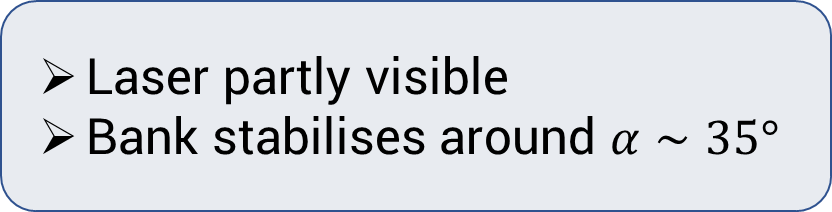 ➢ Laser partly visible
➢ Bank stabilises around 𝛼 ~ 35°